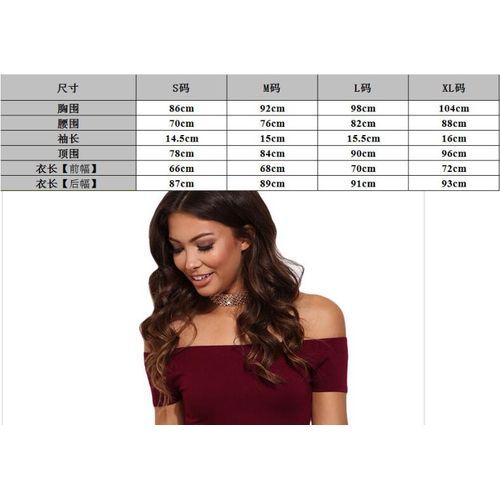 尺寸 S码 M码 L码 XL码
胸围 86cm 92cm 98cm 104cm
腰围 70cm 76cm 82cm 88cm
袖长 14.5cm 15cm 15.5cm 16cm
顶围 78cm 84cm 90cm 96cm
衣长【前幅】 66cm 68cm 70cm 72cm
衣长【后幅】 87cm 89cm 91cm 93cm